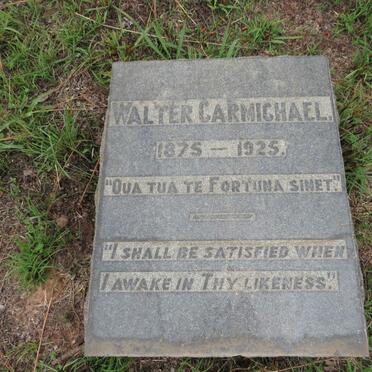 WALTER CARMICHAEL.
1875 — 1925.
"QUA TUA TE FORTUNA SINET."
"I SHALL BE SATISFIED WHEN
I AWAKE IN THY LIKENESS."